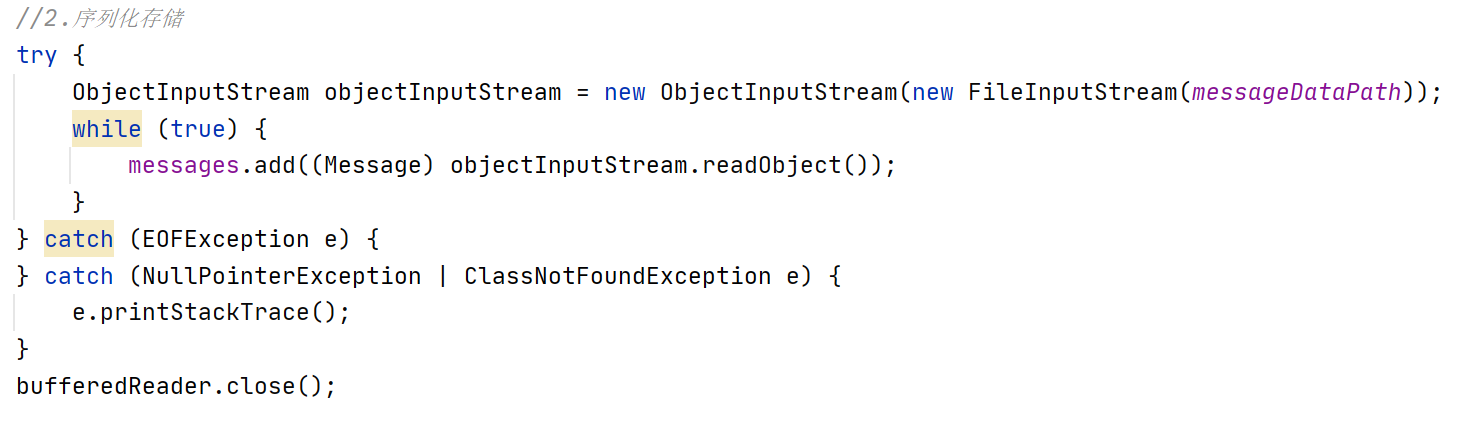 //2.序列化存储
try {
    ObjectInputStream objectInputStream = new ObjectInputStream(new FileInputStream(messageDataPath));
    while (true) {
        messages.add((Message) objectInputStream.readObject());
    }
} catch (EOFException e) {
} catch (NullPointerException | ClassNotFoundException e) {
    e.printStackTrace();
}
bufferedReader.close();